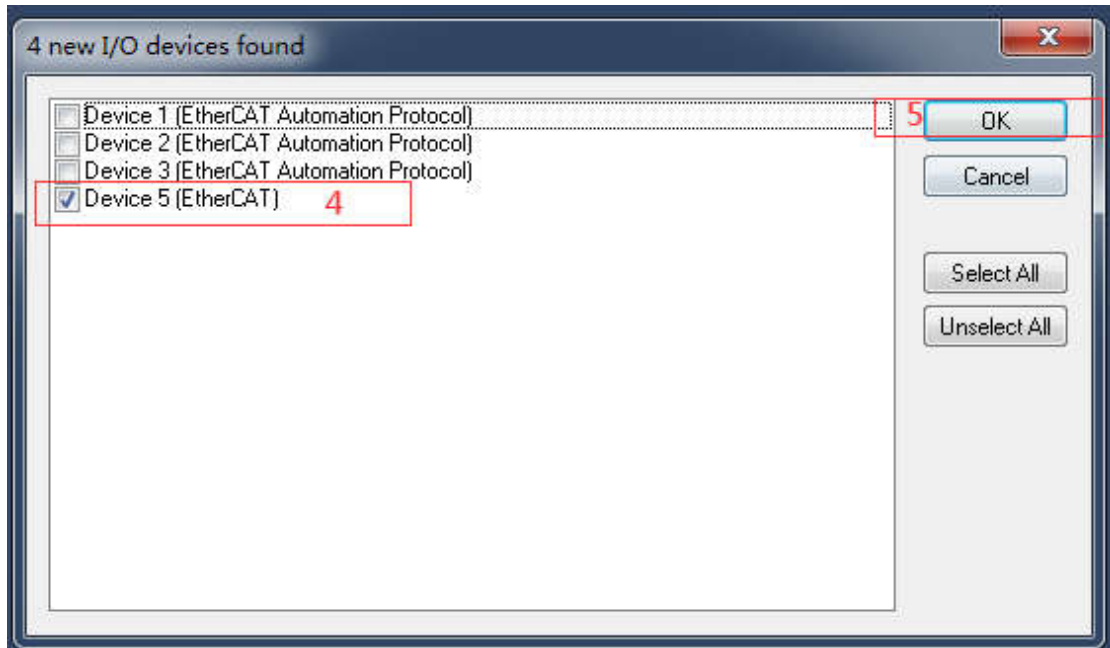 4 new I/O devices found
Device 1 (EtherCAT Automation Protocol)
Device 2 (EtherCAT Automation Protocol)
Device 3 (EtherCAT Automation Protocol)
Device 5 (EtherCAT)
4
5
OK
Cancel
Select All
Unselect All